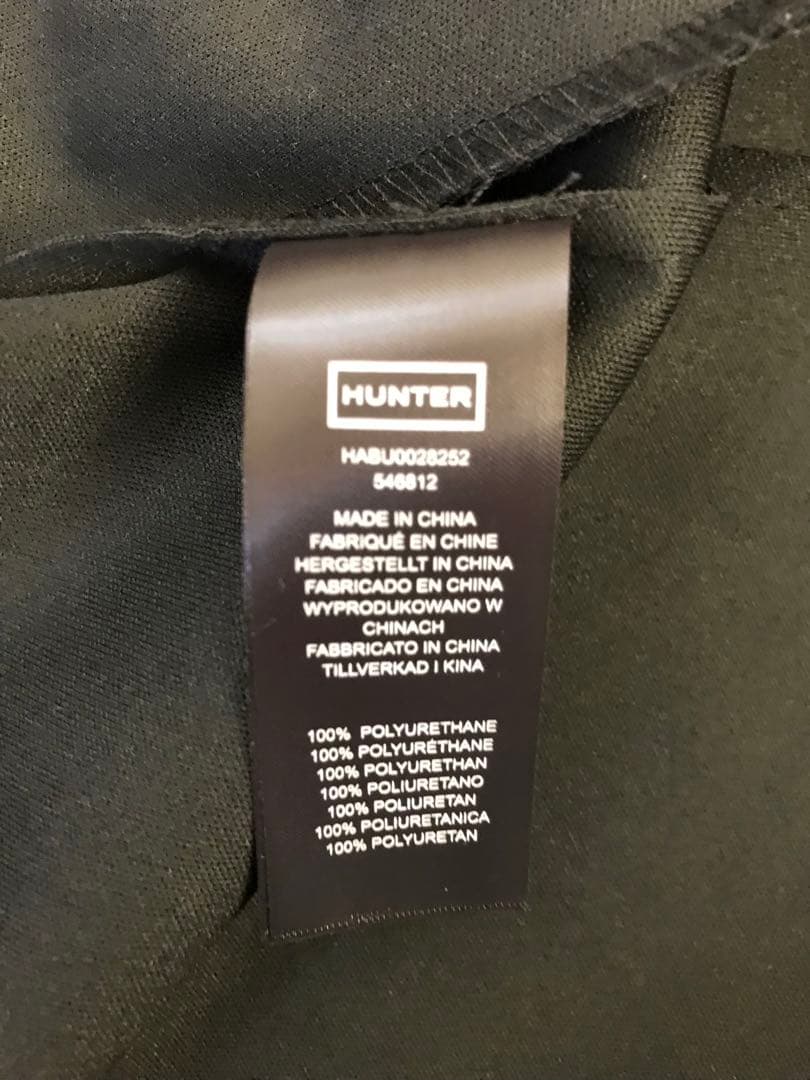 HUNTER
HABU0028252
546812
MADE IN CHINA
FABRIQUÉ EN CHINE
HERGESTELLT IN CHINA
FABRICADO EN CHINA
WYPRODUKOWANO W
CHINACH
FABBRICATO IN CHINA
TILLVERKAD I KINA
100% POLYURETHANE
100% POLYURÉTHANE
100% POLYURETHAN
100% POLIURETANO
100% POLIURETAN
100% POLIURETANICA
100% POLYURETAN